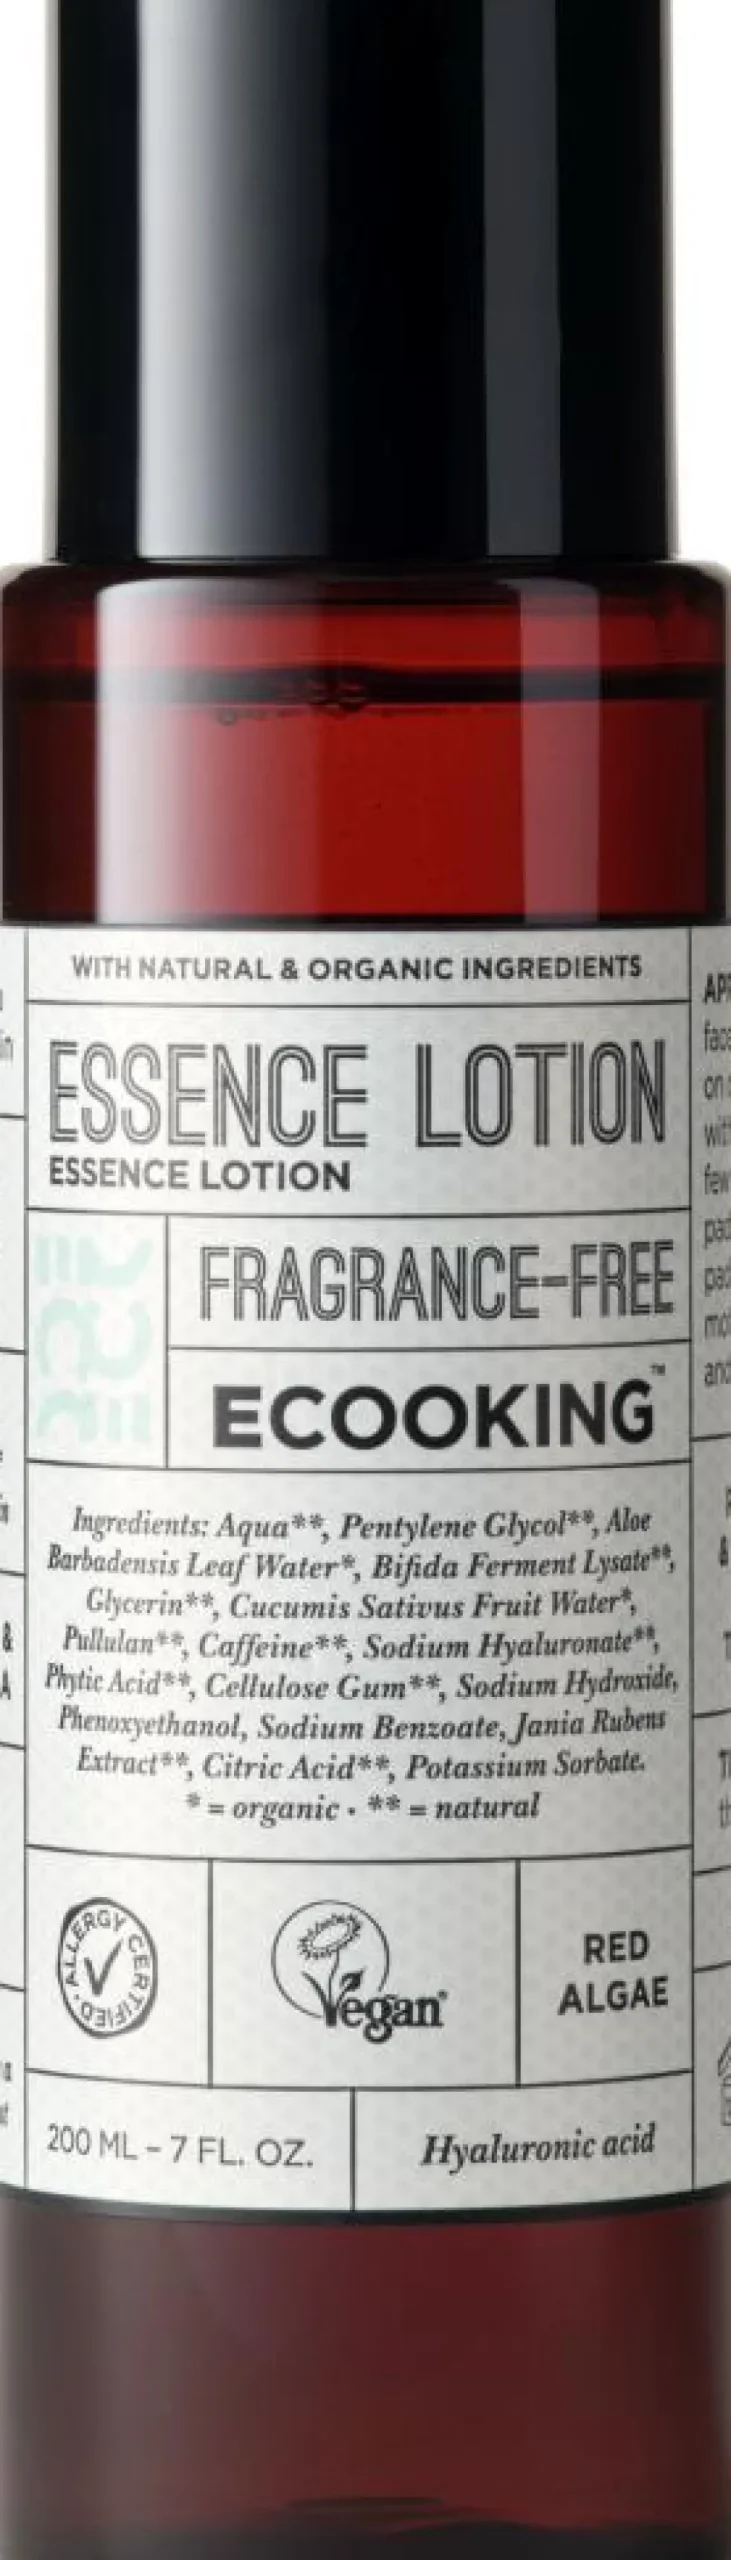 WITH NATURAL & ORGANIC INGREDIENTS
ESSENCE LOTION
ESSENCE LOTION
FRAGRANCE-FREE
ECOOKING™
Ingredients: Aqua**, Pentylene Glycol**, Aloe
Barbadensis Leaf Water*, Bifida Ferment Lysate**,
Glycerin**, Cucumis Sativus Fruit Water*,
Pullulan**, Caffeine**, Sodium Hyaluronate**,
Phytic Acid**, Cellulose Gum**, Sodium Hydroxide,
Phenoxyethanol, Sodium Benzoate, Jania Rubens
Extract**, Citric Acid**, Potassium Sorbate.
* = organic · ** = natural
ALLERGY CERTIFIED
Vegan
RED
ALGAE
200 ML - 7 FL. OZ.
Hyaluronic acid